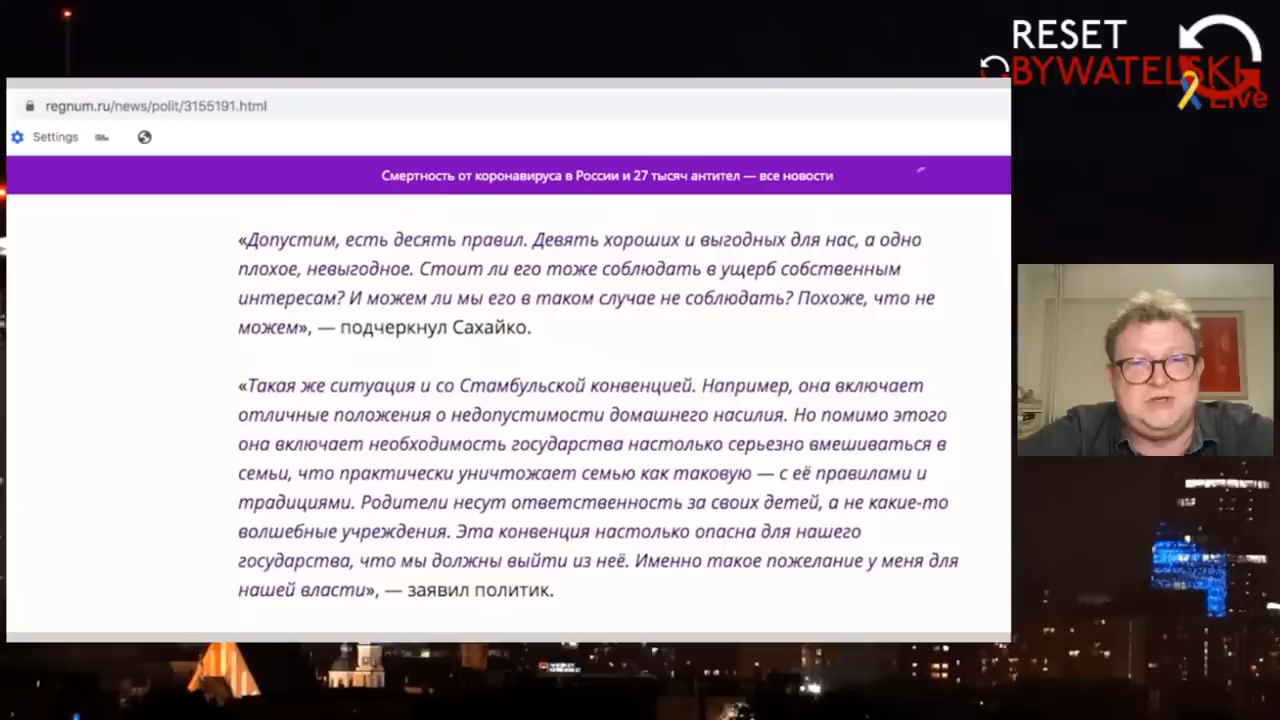 RESET
OBYWATELSKI
Live
regnum.ru/news/polit/3155191.html
Settings
Смертность от коронавируса в России и 27 тысяч антител — все новости
«Допустим, есть десять правил. Девять хороших и выгодных для нас, а одно
плохое, невыгодное. Стоит ли его тоже соблюдать в ущерб собственным
интересам? И можем ли мы его в таком случае не соблюдать? Похоже, что не
можем», — подчеркнул Сахайко.
«Такая же ситуация и со Стамбульской конвенцией. Например, она включает
отличные положения о недопустимости домашнего насилия. Но помимо этого
она включает необходимость государства настолько серьезно вмешиваться в
семьи, что практически уничтожает семью как таковую — с её правилами и
традициями. Родители несут ответственность за своих детей, а не какие-то
волшебные учреждения. Эта конвенция настолько опасна для нашего
государства, что мы должны выйти из неё. Именно такое пожелание у меня для
нашей власти», — заявил политик.